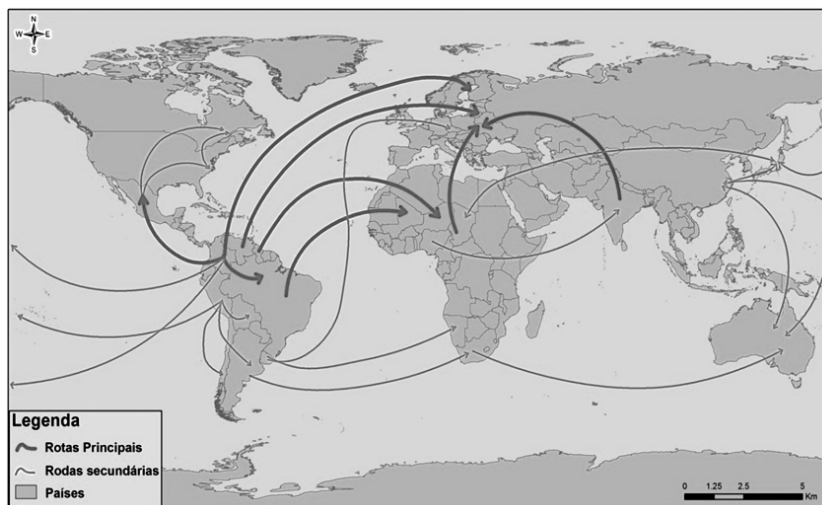 N
W E
S
Legenda
Rotas Principais
Rodas secundárias
Países
0 1.25 2.5 5
Km